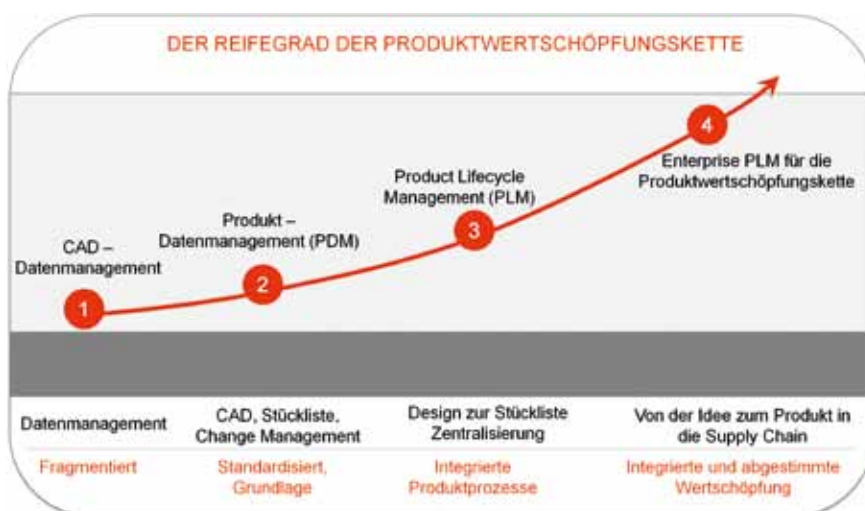 DER REIFEGRAD DER PRODUKTWERTSCHÖPFUNGSKETTE
4
Enterprise PLM für die
Produktwertschöpfungskette
Product Lifecycle
Management (PLM)
3
Produkt –
Datenmanagement (PDM)
2
CAD –
Datenmanagement
1
Datenmanagement
Fragmentiert
CAD, Stückliste,
Change Management
Standardisiert,
Grundlage
Design zur Stückliste
Zentralisierung
Integrierte
Produktprozesse
Von der Idee zum Produkt in
die Supply Chain
Integrierte und abgestimmte
Wertschöpfung